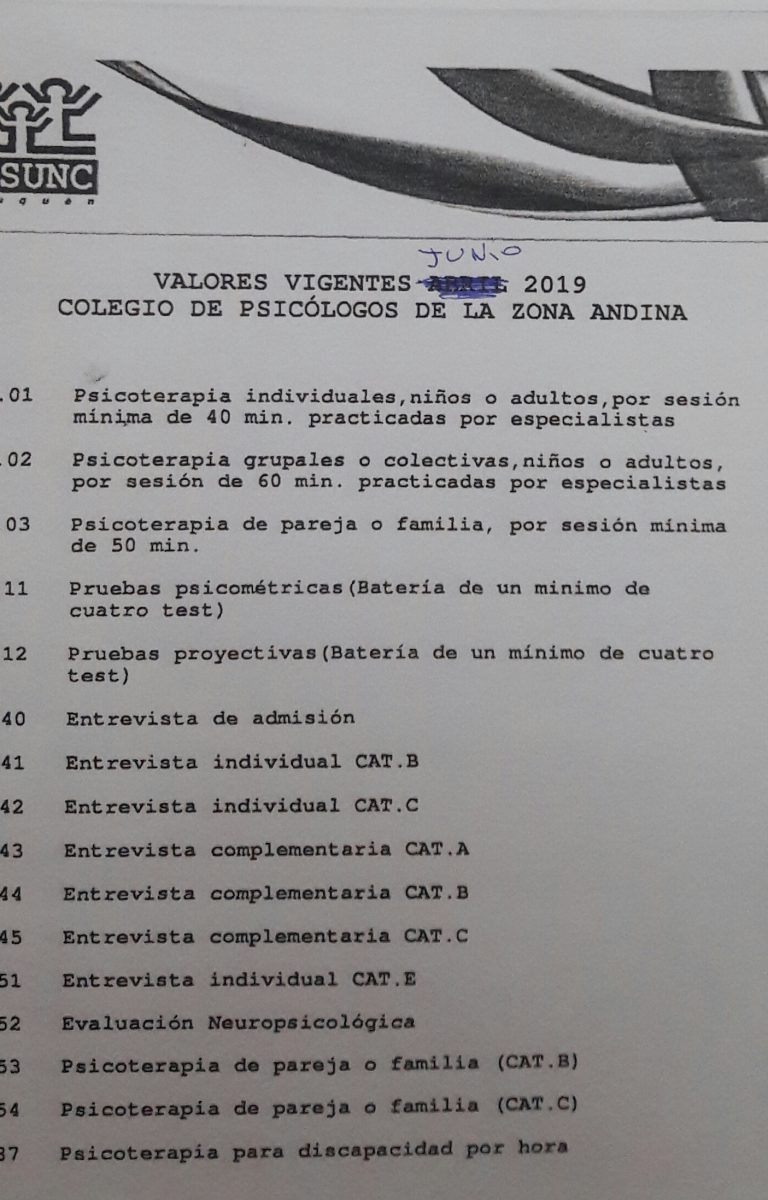 SUNC
u q u é n
JUNIO
VALORES VIGENTES ABRIL 2019
COLEGIO DE PSICÓLOGOS DE LA ZONA ANDINA
.01 Psicoterapia individuales,niños o adultos,por sesión
mínima de 40 min. practicadas por especialistas
.02 Psicoterapia grupales o colectivas,niños o adultos,
por sesión de 60 min. practicadas por especialistas
03 Psicoterapia de pareja o familia, por sesión mínima
de 50 min.
11 Pruebas psicométricas(Batería de un minimo de
cuatro test)
12 Pruebas proyectivas(Batería de un mínimo de cuatro
test)
40 Entrevista de admisión
41 Entrevista individual CAT.B
42 Entrevista individual CAT.C
43 Entrevista complementaria CAT.A
44 Entrevista complementaria CAT.B
45 Entrevista complementaria CAT.C
51 Entrevista individual CAT.E
52 Evaluación Neuropsicológica
53 Psicoterapia de pareja o familia (CAT.B)
54 Psicoterapia de pareja o familia (CAT.C)
37 Psicoterapia para discapacidad por hora